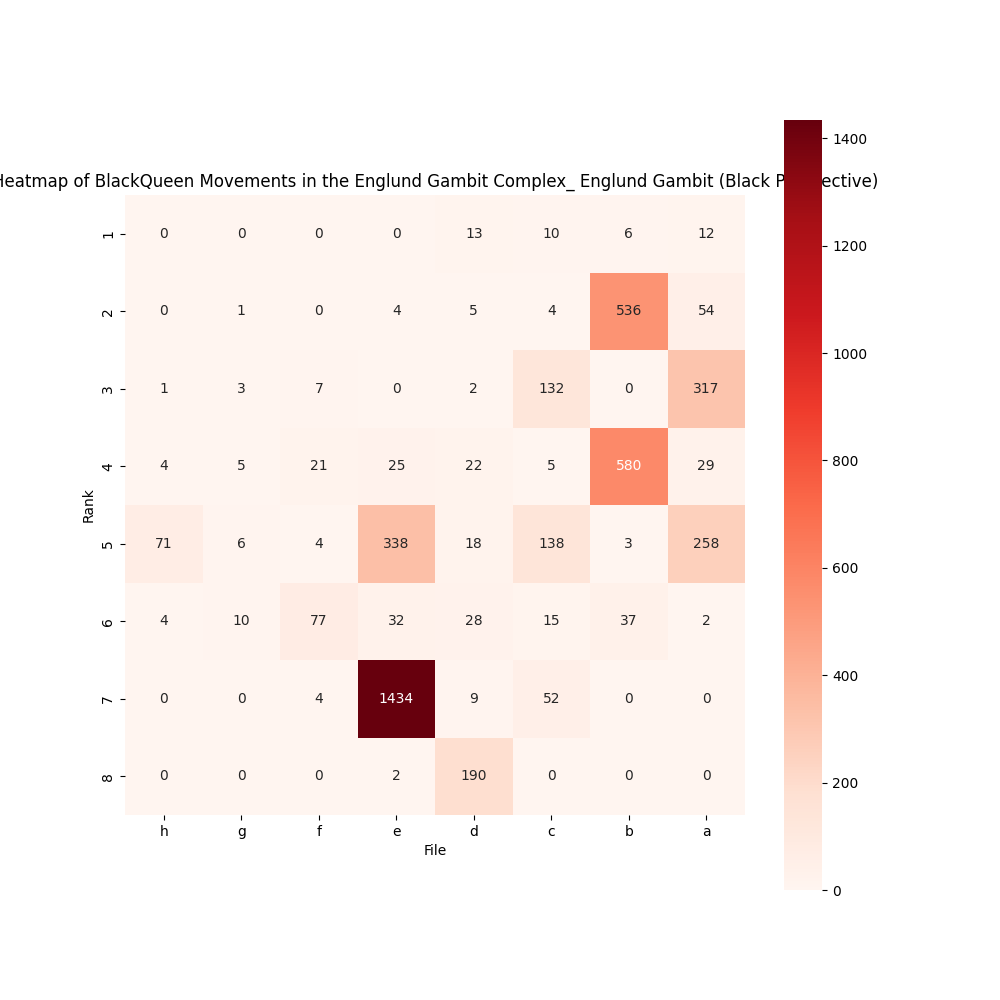 Heatmap of BlackQueen Movements in the Englund Gambit Complex_ Englund Gambit (Black Perspective)
1 0 0 0 0 13 10 6 12
2 0 1 0 4 5 4 536 54
3 1 3 7 0 2 132 0 317
4 4 5 21 25 22 5 580 29
5 71 6 4 338 18 138 3 258
6 4 10 77 32 28 15 37 2
7 0 0 4 1434 9 52 0 0
8 0 0 0 2 190 0 0 0
h g f e d c b a
File
Rank
1400
1200
1000
800
600
400
200
0